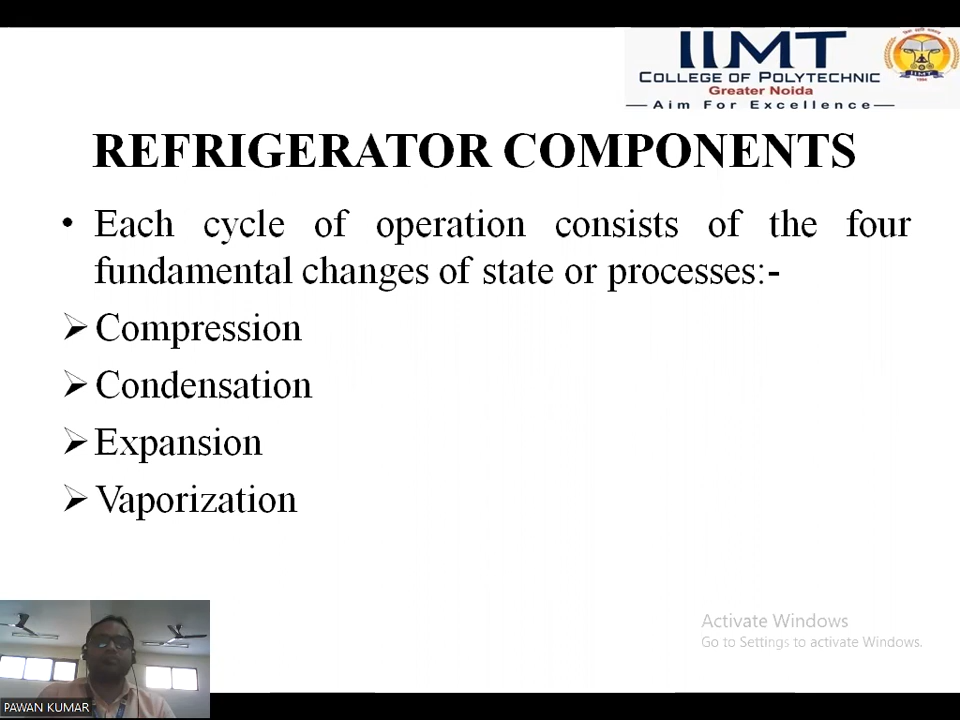 IIMT
COLLEGE OF POLYTECHNIC
Greater Noida
Aim For Excellence
IIMT
REFRIGERATOR COMPONENTS
• Each cycle of operation consists of the four
fundamental changes of state or processes:-
➢ Compression
➢ Condensation
➢ Expansion
➢ Vaporization
Activate Windows
Go to Settings to activate Windows.
PAWAN KUMAR